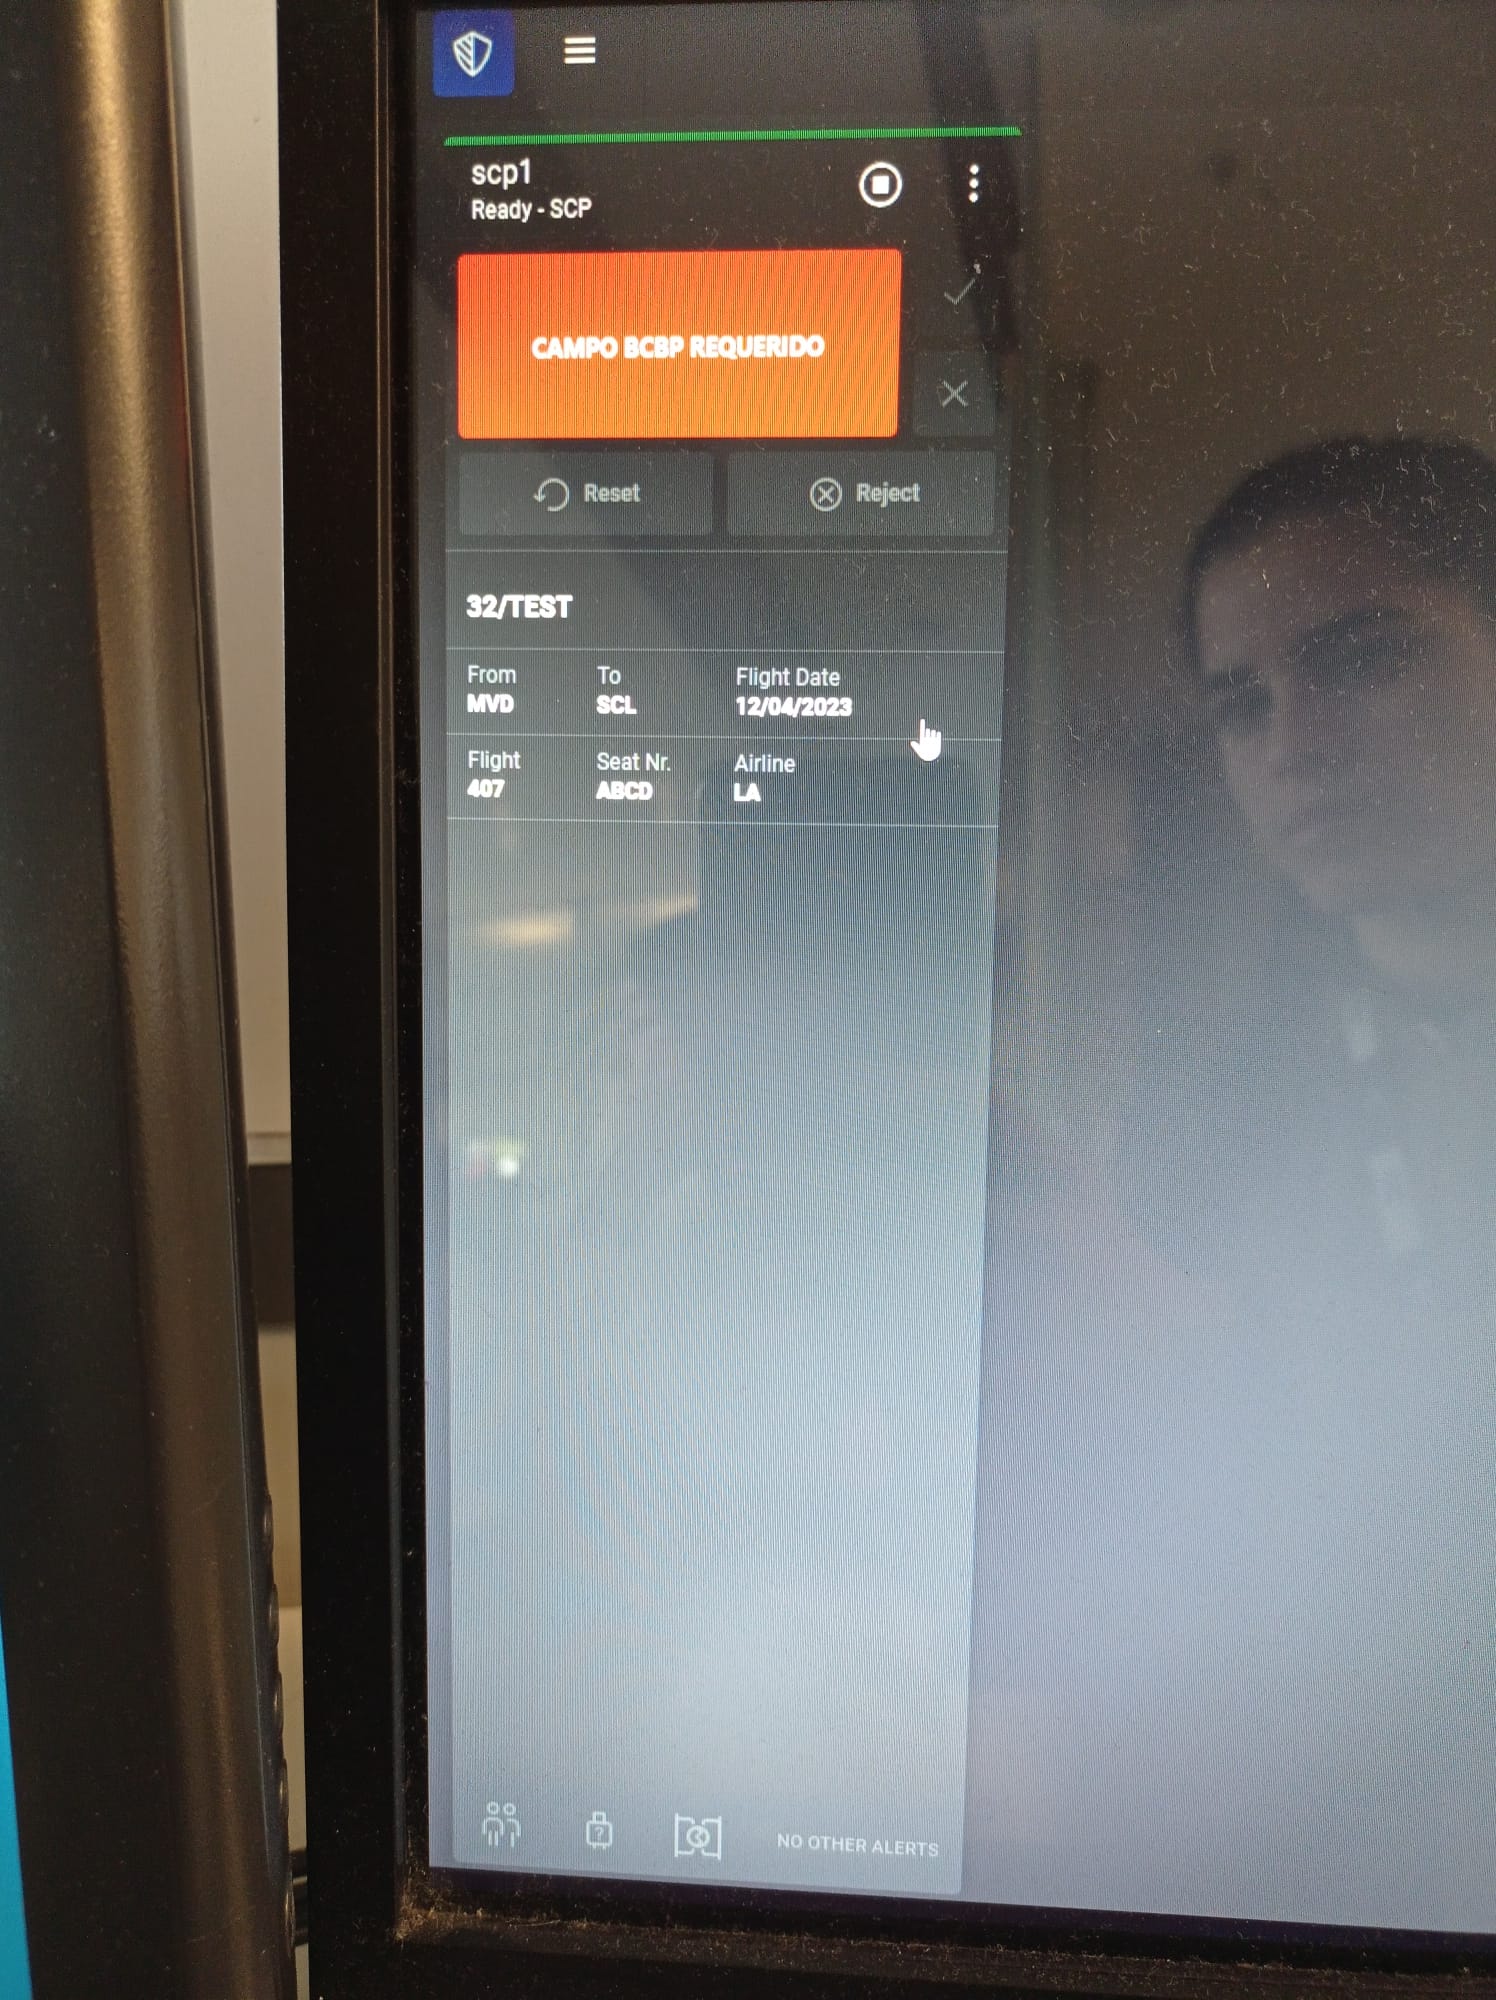 scp1
Ready - SCP
CAMPO BCBP REQUERIDO
Reset
Reject
32/TEST
From
To
Flight Date
MVD
SCL
12/04/2023
Flight
Seat Nr.
Airline
407
ABCD
LA
NO OTHER ALERTS